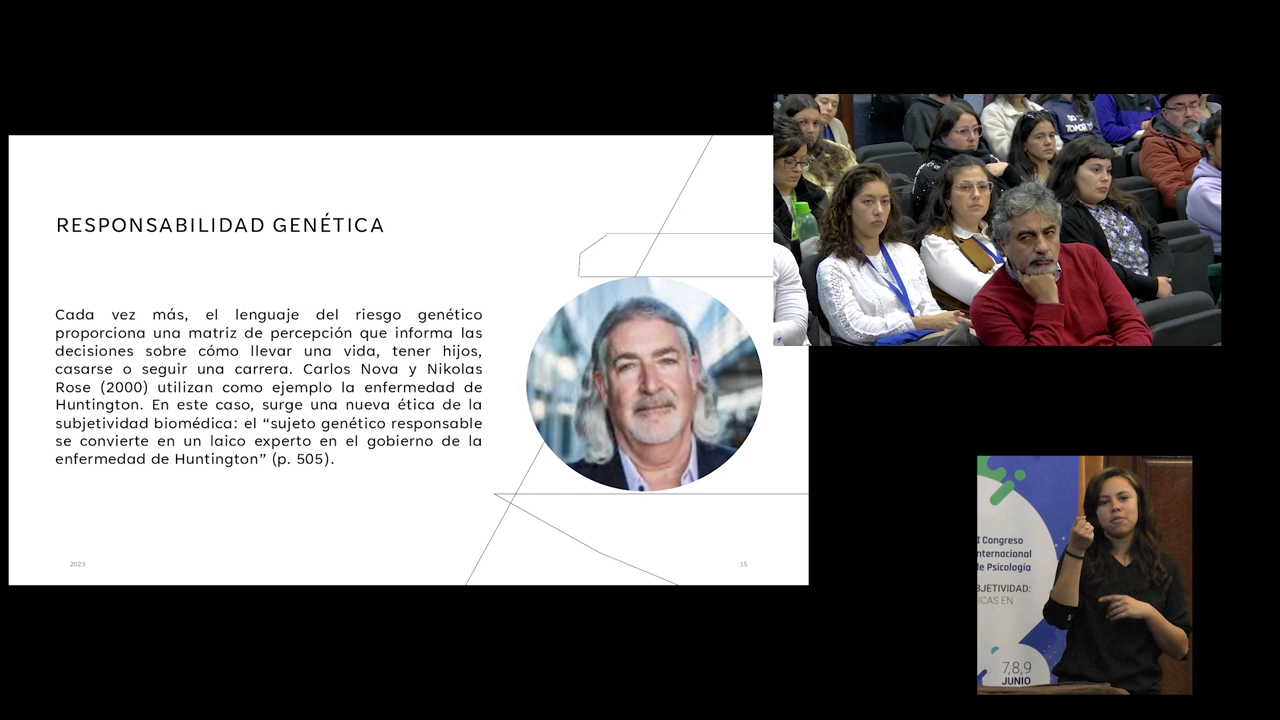 RESPONSABILIDAD GENÉTICA
Cada vez más, el lenguaje del riesgo genético
proporciona una matriz de percepción que informa las
decisiones sobre cómo llevar una vida, tener hijos,
casarse o seguir una carrera. Carlos Nova y Nikolas
Rose (2000) utilizan como ejemplo la enfermedad de
Huntington. En este caso, surge una nueva ética de la
subjetividad biomédica: el “sujeto genético responsable
se convierte en un laico experto en el gobierno de la
enfermedad de Huntington” (p. 505).
2023
15
I Congreso
nternacional
de Psicología
BJETIVIDAD:
ICAS EN
7,8,9
JUNIO